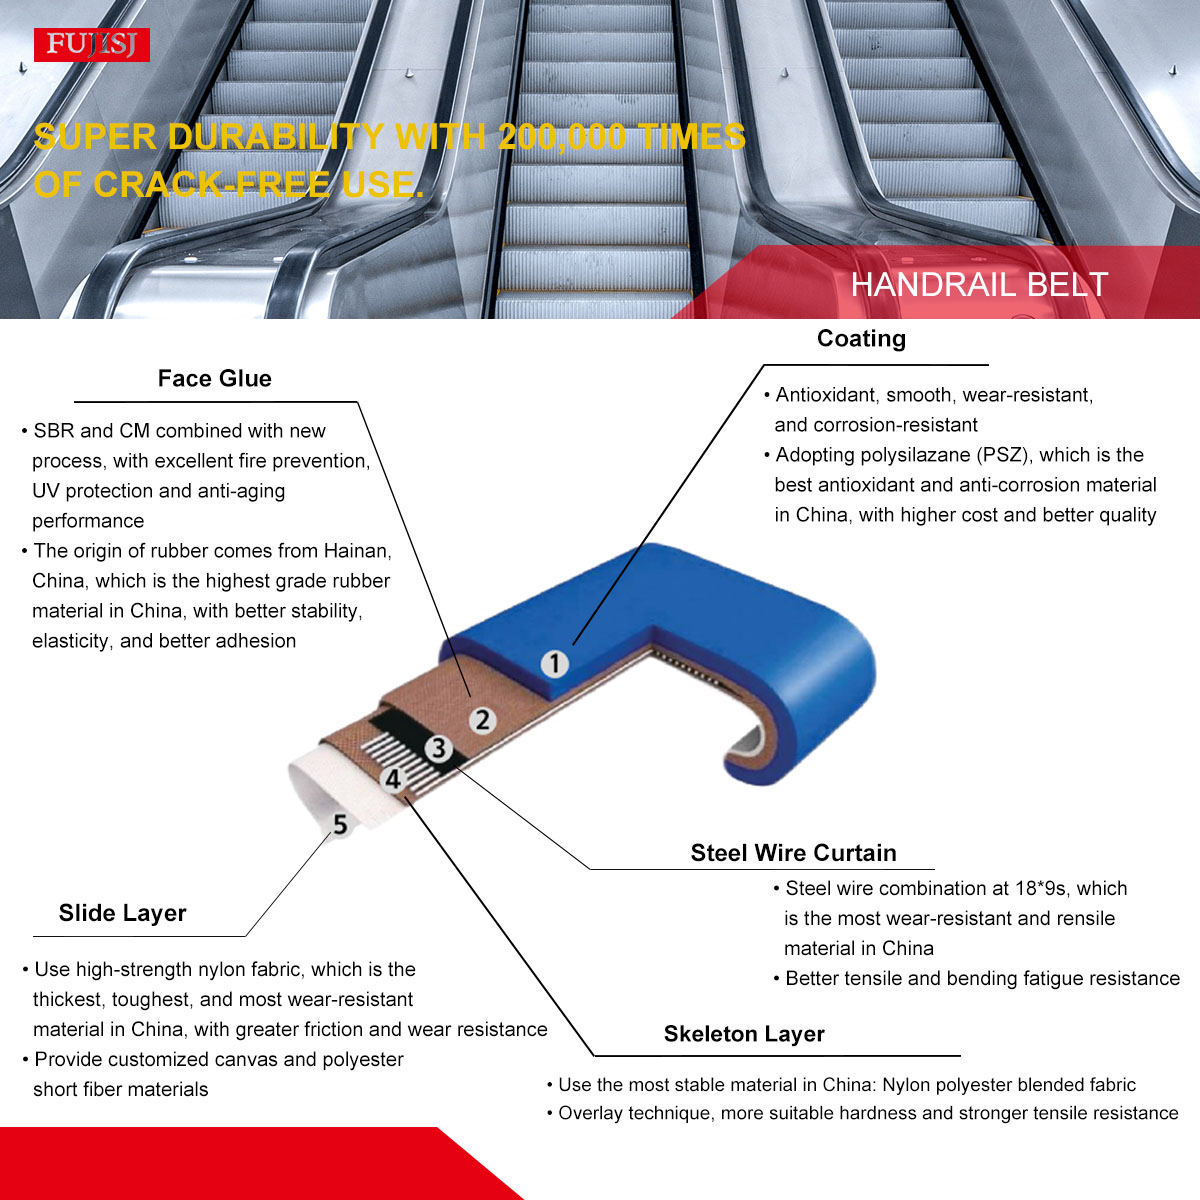 FUJISJ
SUPER DURABILITY WITH 200,000 TIMES
OF CRACK-FREE USE.
HANDRAIL BELT
Coating
• Antioxidant, smooth, wear-resistant,
and corrosion-resistant
• Adopting polysilazane (PSZ), which is the
best antioxidant and anti-corrosion material
in China, with higher cost and better quality
Face Glue
• SBR and CM combined with new
process, with excellent fire prevention,
UV protection and anti-aging
performance
• The origin of rubber comes from Hainan,
China, which is the highest grade rubber
material in China, with better stability,
elasticity, and better adhesion
1
2
3
4
5
Steel Wire Curtain
• Steel wire combination at 18*9s, which
is the most wear-resistant and rensile
material in China
• Better tensile and bending fatigue resistance
Slide Layer
• Use high-strength nylon fabric, which is the
thickest, toughest, and most wear-resistant
material in China, with greater friction and wear resistance
• Provide customized canvas and polyester
short fiber materials
Skeleton Layer
• Use the most stable material in China: Nylon polyester blended fabric
• Overlay technique, more suitable hardness and stronger tensile resistance